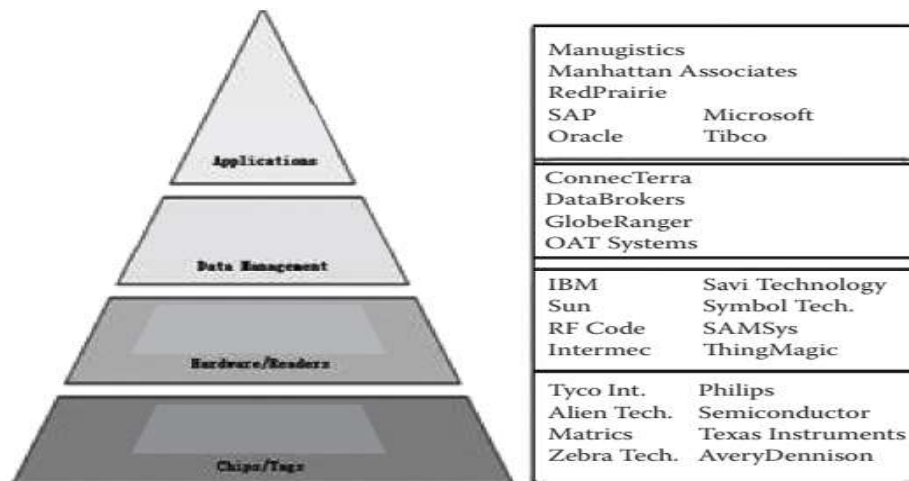 Applications
Data Management
Hardware/Readers
Chips/Tags
Manugistics
Manhattan Associates
RedPrairie
SAP Microsoft
Oracle Tibco
ConnecTerra
DataBrokers
GlobeRanger
OAT Systems
IBM Savi Technology
Sun Symbol Tech.
RF Code SAMSys
Intermec ThingMagic
Tyco Int. Philips
Alien Tech. Semiconductor
Matrics Texas Instruments
Zebra Tech. AveryDennison